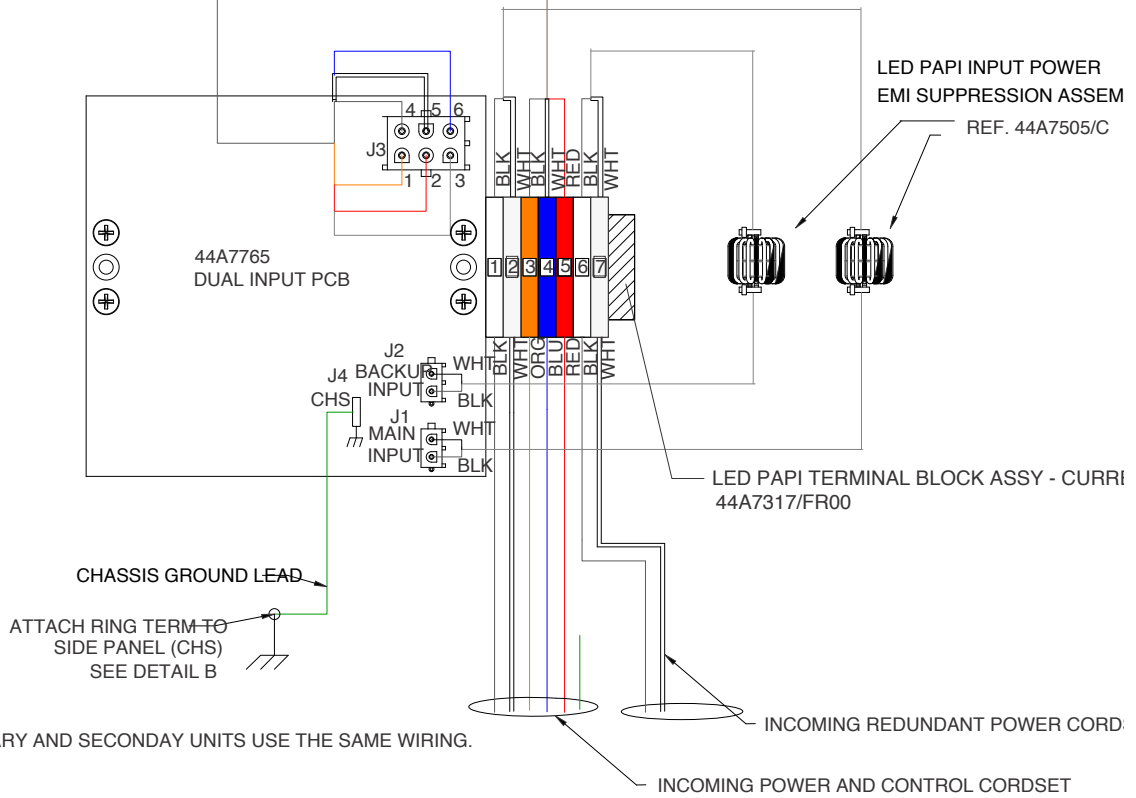 LED PAPI INPUT POWER
EMI SUPPRESSION ASSEM
REF. 44A7505/C
4 5 6
J3
1 2 3
BLK WHT BLK WHT RED BLK WHT
44A7765
DUAL INPUT PCB
1 2 3 4 5 6 7
BLK WHT ORG BLU RED BLK WHT
J2
BACKUP
INPUT
WHT
BLK
J4
CHS
J1
MAIN
INPUT
WHT
BLK
LED PAPI TERMINAL BLOCK ASSY - CURRE
44A7317/FR00
CHASSIS GROUND LEAD
ATTACH RING TERM TO
SIDE PANEL (CHS)
SEE DETAIL B
INCOMING REDUNDANT POWER CORDS
ARY AND SECONDAY UNITS USE THE SAME WIRING.
INCOMING POWER AND CONTROL CORDSET